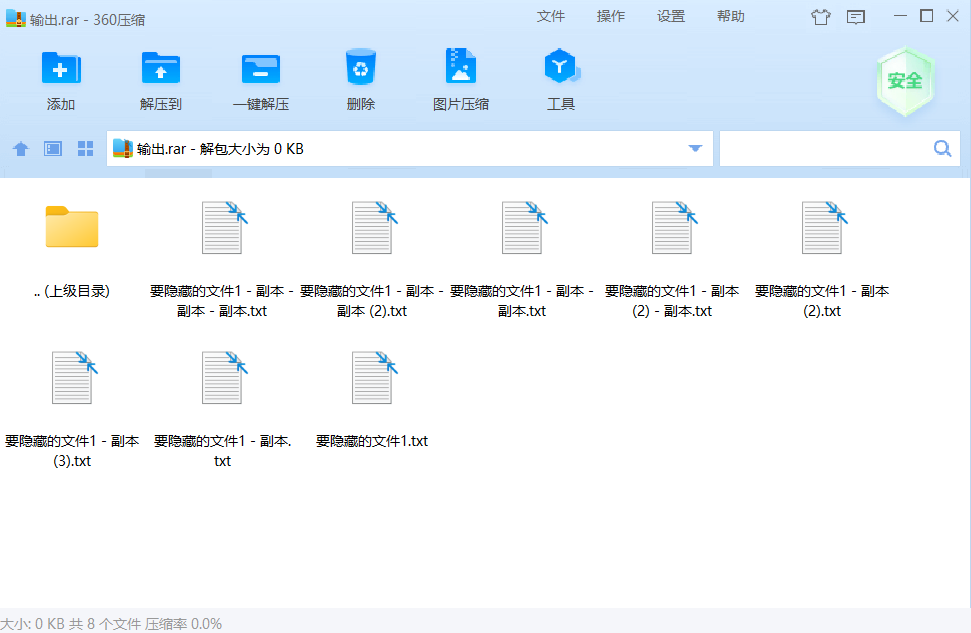 输出.rar - 360压缩
文件 操作 设置 帮助
添加 解压到 一键解压 删除 图片压缩 工具
安全
输出.rar - 解包大小为 0 KB
.. (上级目录)
要隐藏的文件1 - 副本 -
副本 - 副本.txt
要隐藏的文件1 - 副本 -
副本 (2).txt
要隐藏的文件1 - 副本 -
副本.txt
要隐藏的文件1 - 副本
(2) - 副本.txt
要隐藏的文件1 - 副本
(2).txt
要隐藏的文件1 - 副本
(3).txt
要隐藏的文件1 - 副本.
txt
要隐藏的文件1.txt
大小: 0 KB 共 8 个文件 压缩率 0.0%